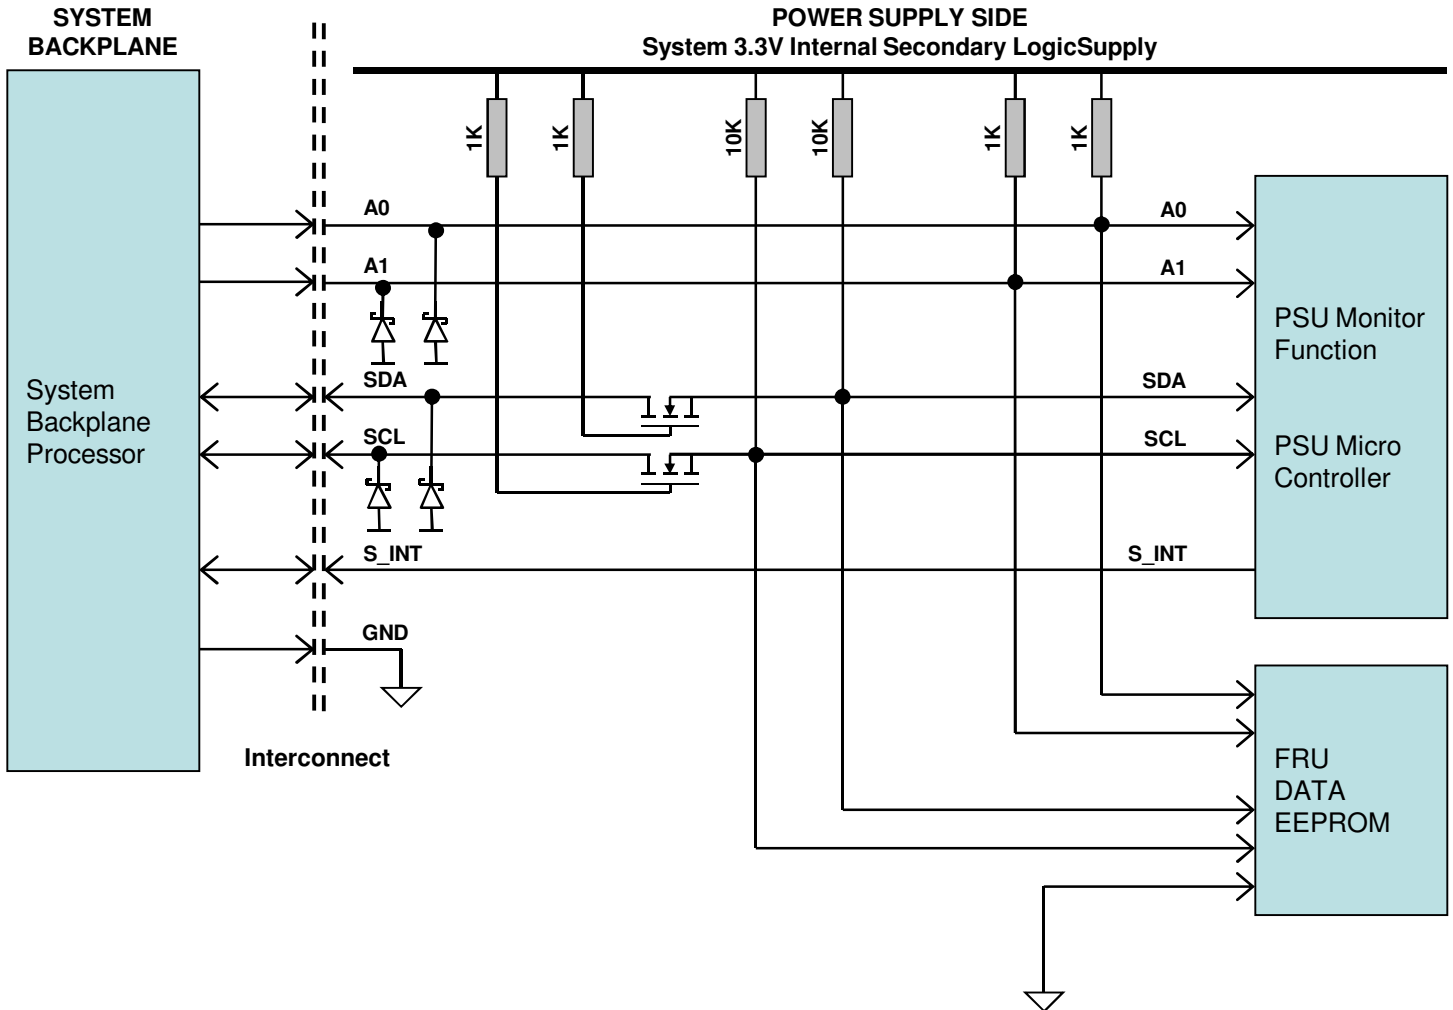 SYSTEM
BACKPLANE
POWER SUPPLY SIDE
System 3.3V Internal Secondary LogicSupply
1K
1K
10K
10K
1K
1K
A0
A0
A1
A1
SDA
SDA
SCL
SCL
S_INT
S_INT
GND
System
Backplane
Processor
PSU Monitor
Function
PSU Micro
Controller
Interconnect
FRU
DATA
EEPROM